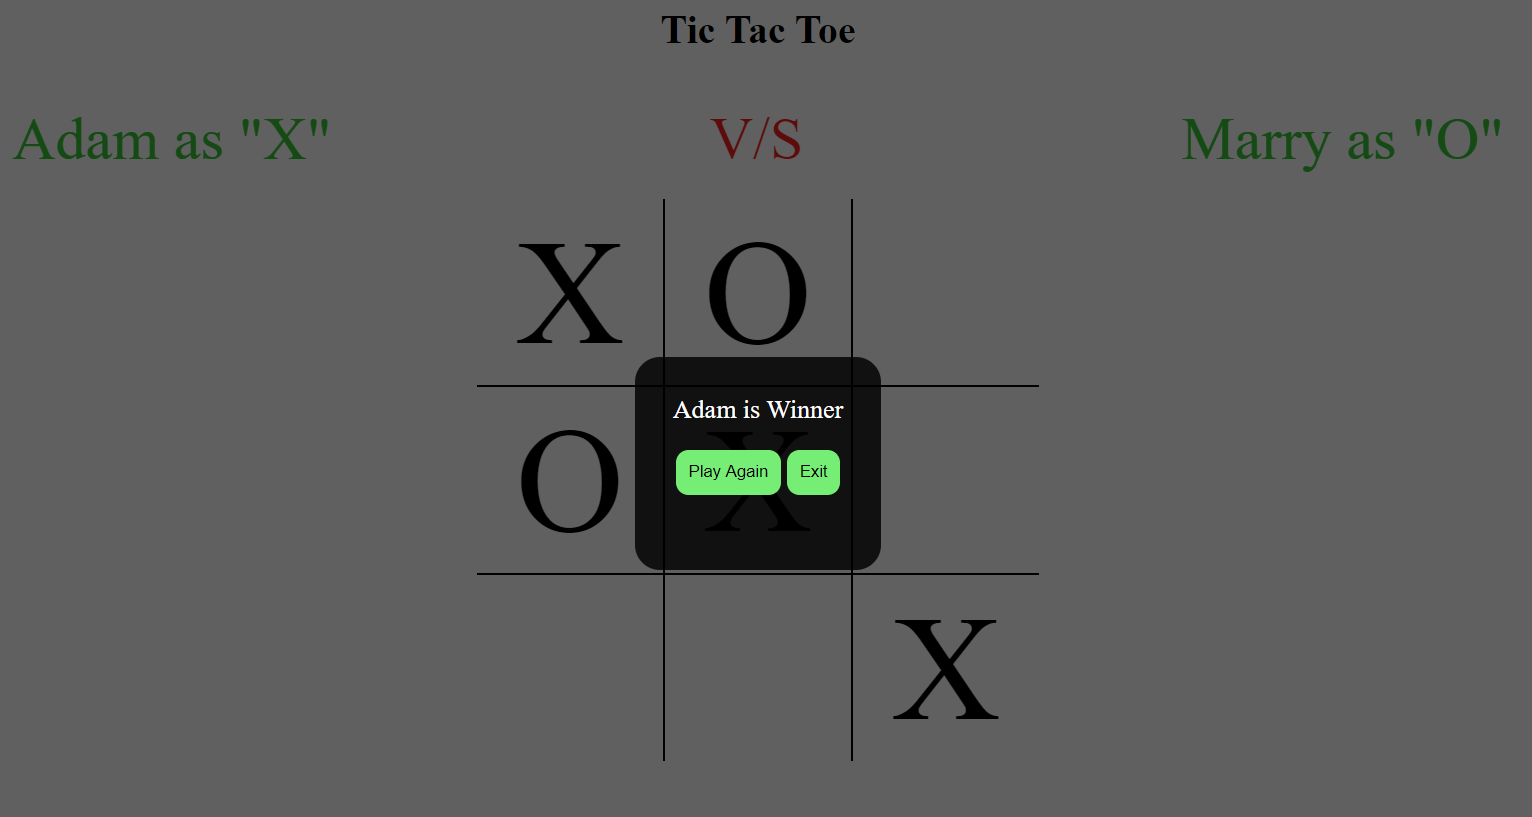 Tic Tac Toe
Adam as "X" V/S Marry as "O"
X O
Adam is Winner
O X
Play Again Exit
X